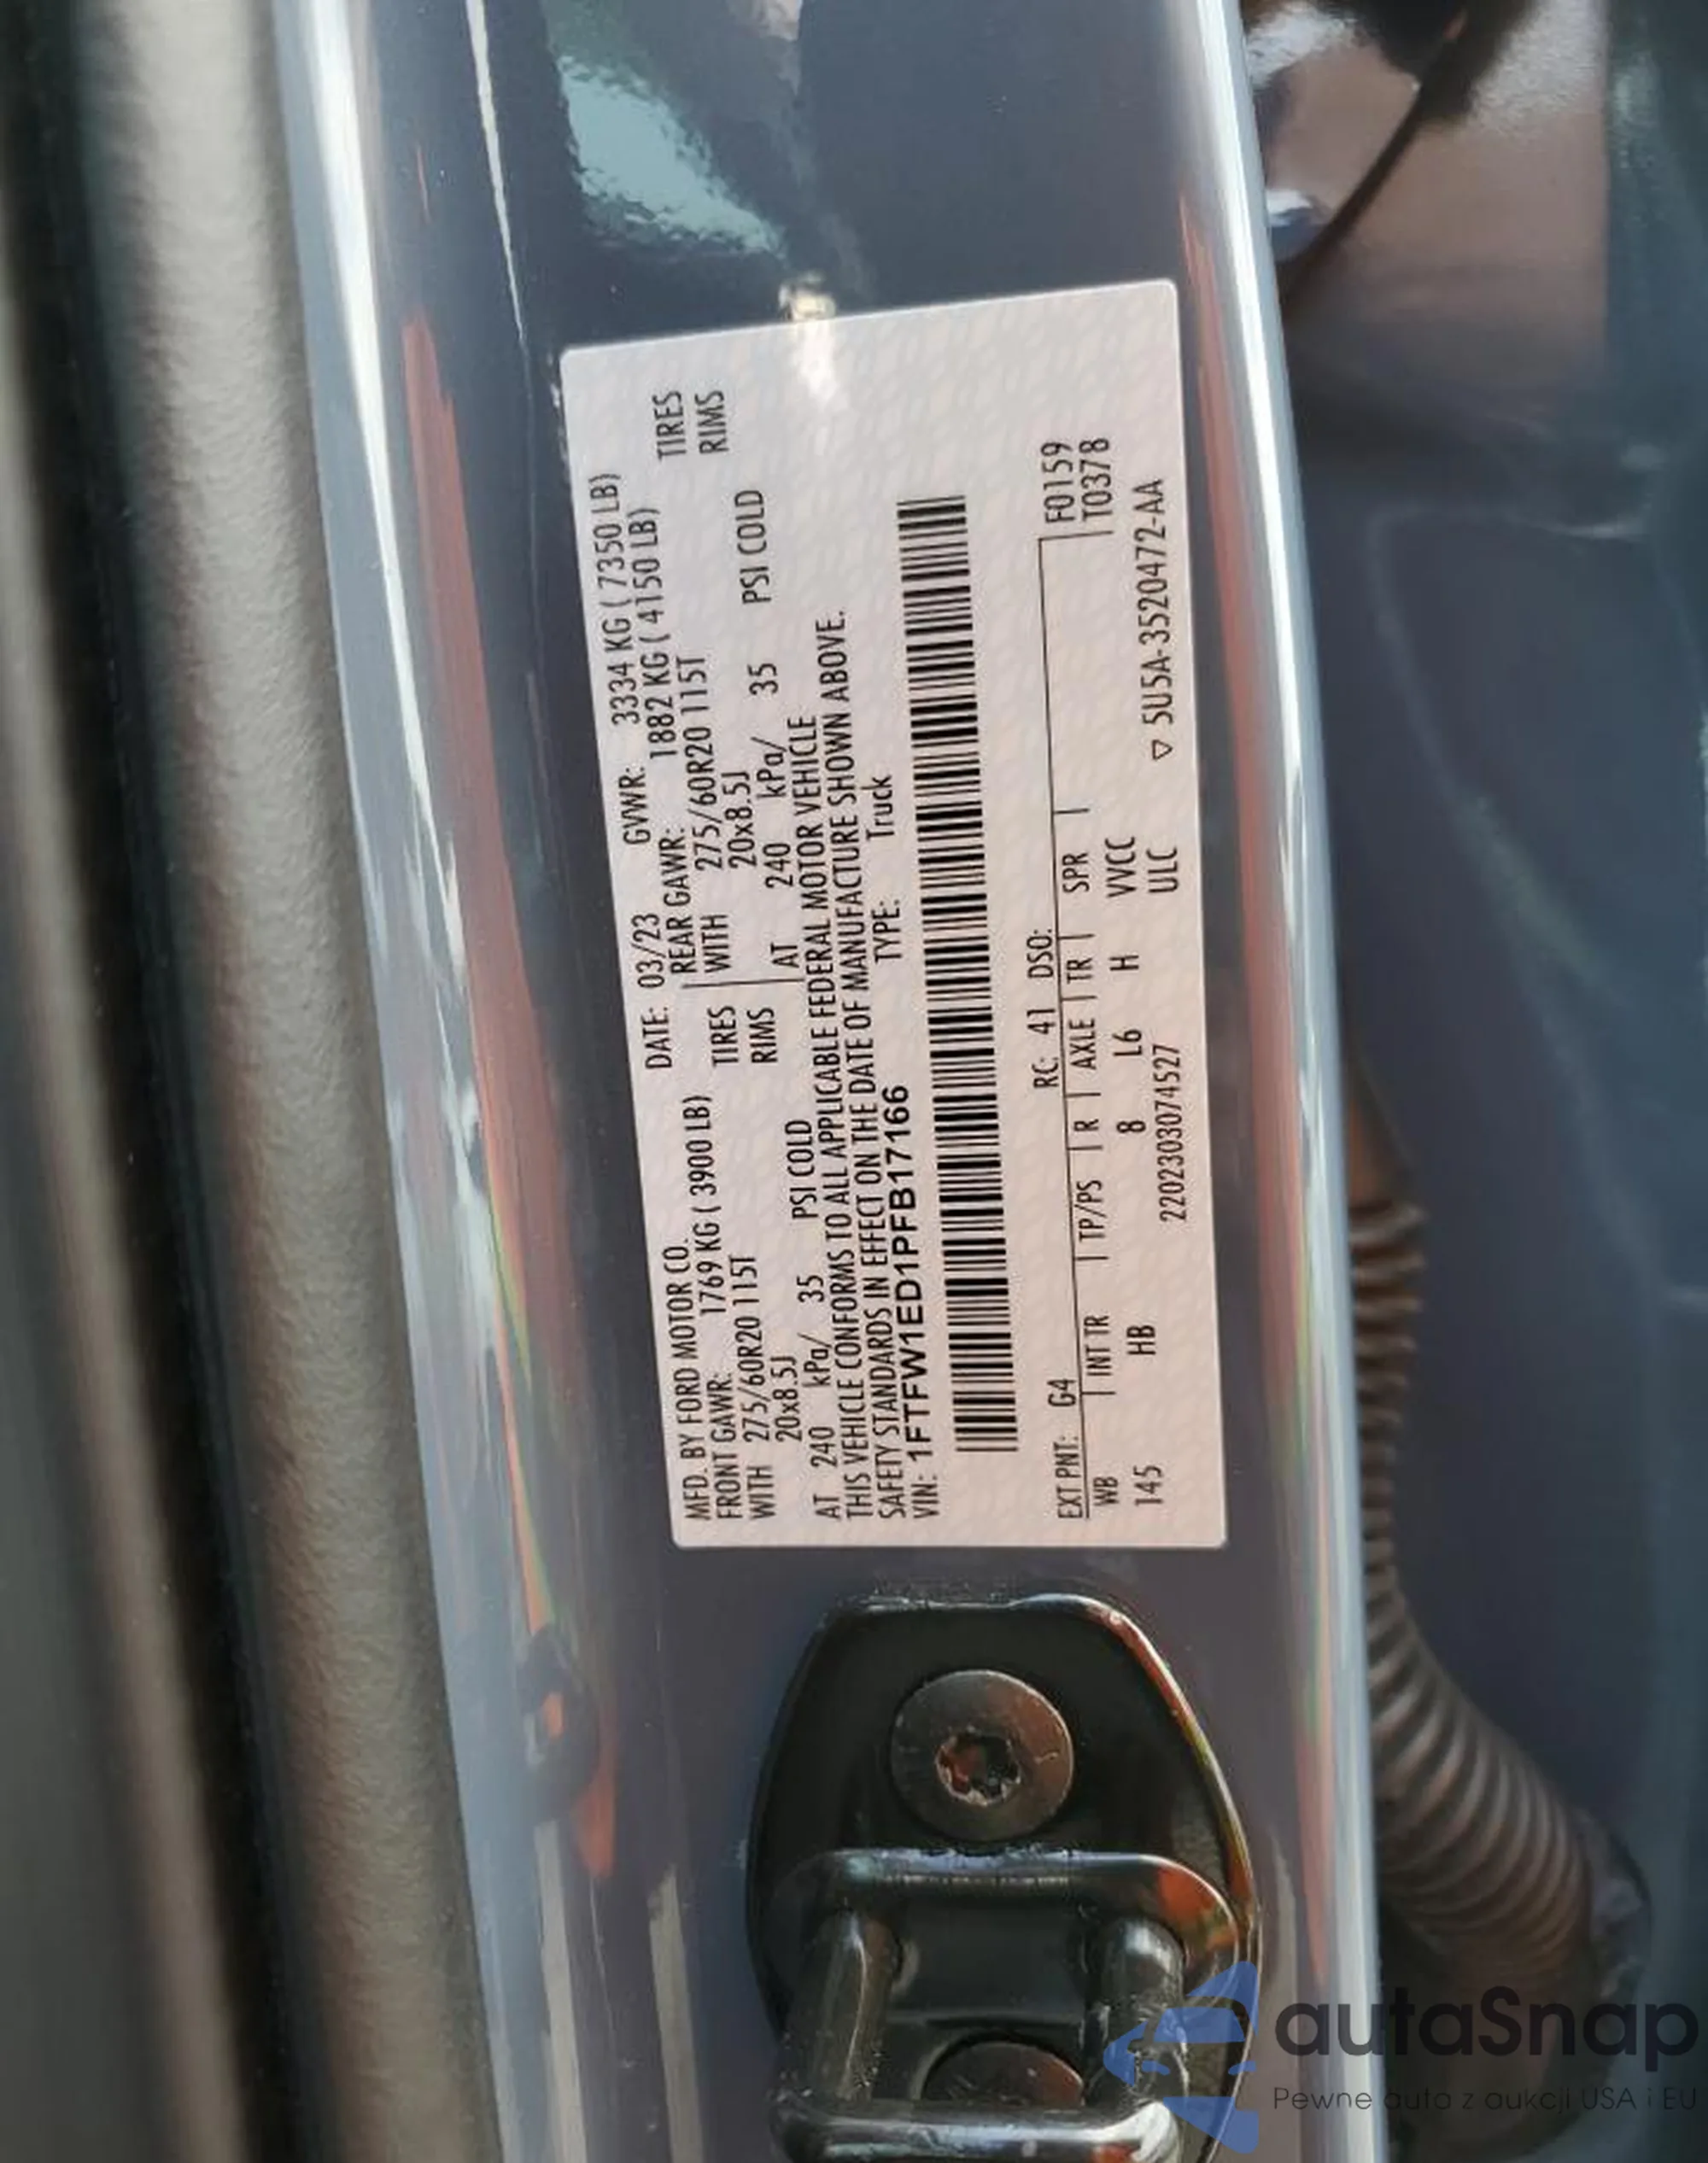 MFD. BY FORD MOTOR CO. DATE: 03/23 GVWR: 3334 KG ( 7350 LB)
FRONT GAWR: 1769 KG ( 3900 LB) REAR GAWR: 1882 KG ( 4150 LB)
WITH 275/60R20 115T TIRES WITH 275/60R20 115T TIRES
20x8.5J RIMS 20x8.5J RIMS
AT 240 kPa/ 35 PSI COLD AT 240 kPa/ 35 PSI COLD
THIS VEHICLE CONFORMS TO ALL APPLICABLE FEDERAL MOTOR VEHICLE
SAFETY STANDARDS IN EFFECT ON THE DATE OF MANUFACTURE SHOWN ABOVE.
VIN: 1FTFW1ED1PFB17166 TYPE: Truck
EXT PNT: G4 RC: 41 DSO: F0159
WB INT TR TP/PS R AXLE TR SPR T0378
145 HB 8 L6 H VVCC
2202303074527 ULC ▽ 5U5A-3520472-AA
autaSnap
Pewne auta z aukcji USA i EU